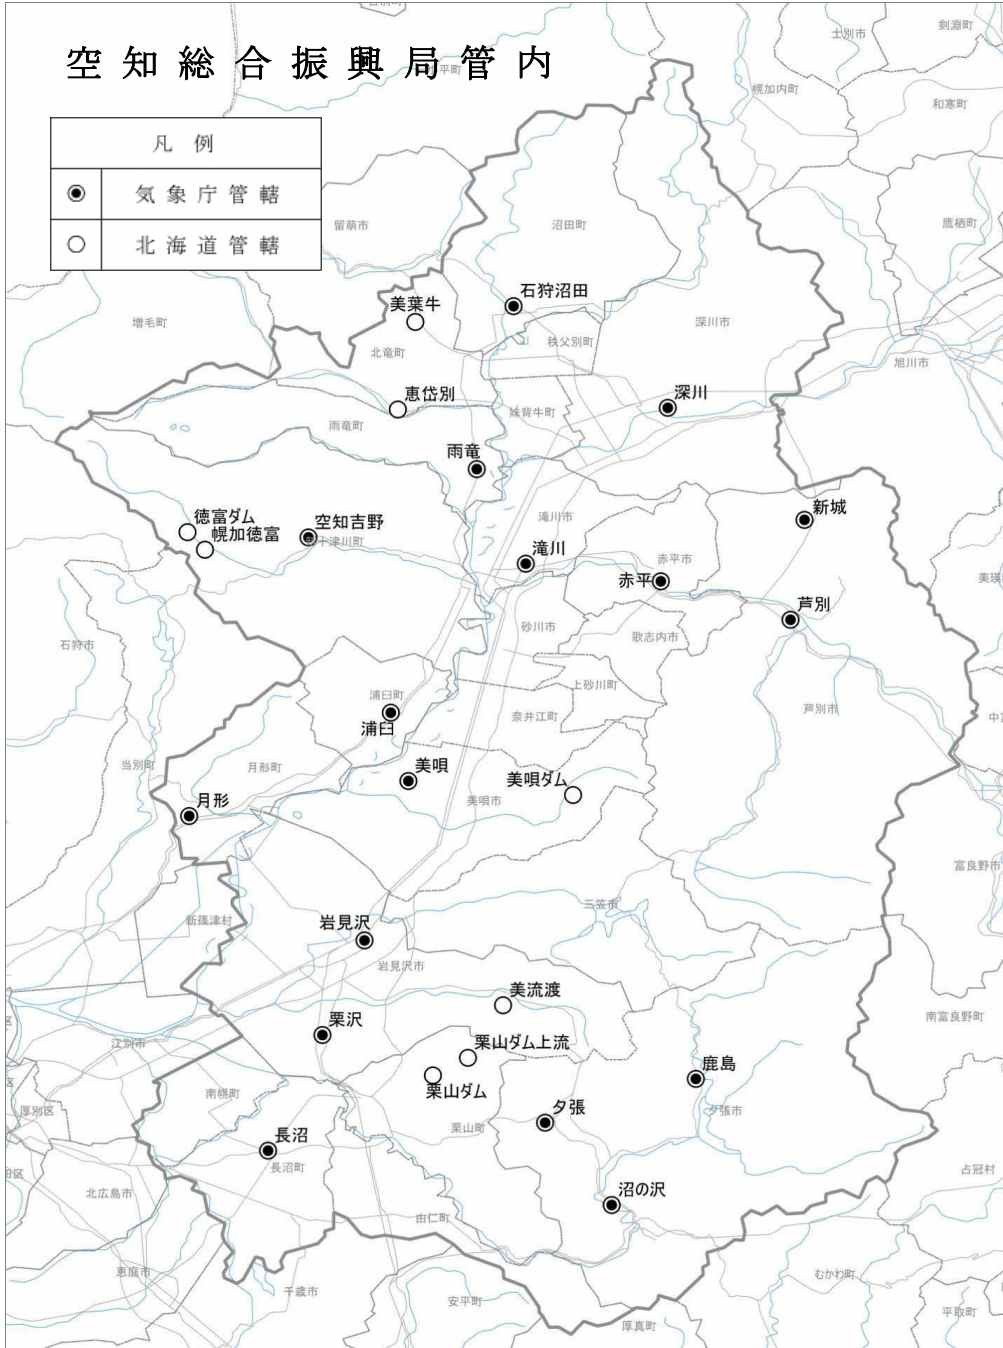 空知総合振興局管内
凡例
気象庁管轄
北海道管轄
士別市
剣淵町
幌加内町
和寒町
留萌市
沼田町
鷹栖町
石狩沼田
美葉牛
増毛町
北竜町
秩父別町
深川市
旭川市
恵岱別
深川
雨竜町
妹背牛町
雨竜
徳富ダム
幌加徳富
空知吉野
十津川町
滝川市
新城
滝川
赤平市
赤平
芦別
石狩市
砂川市
歌志内市
上砂川町
浦臼町
浦臼
奈井江町
芦別市
当別町
月形町
美唄
美唄ダム
美唄市
月形
富良野市
新篠津村
岩見沢
三笠市
岩見沢市
美流渡
南富良野町
栗沢
江別市
栗山ダム上流
栗山ダム
鹿島
南幌町
厚別区
夕張
夕張市
栗山町
長沼
長沼町
占冠村
北広島市
沼の沢
由仁町
恵庭市
千歳市
安平町
むかわ町
厚真町
平取町